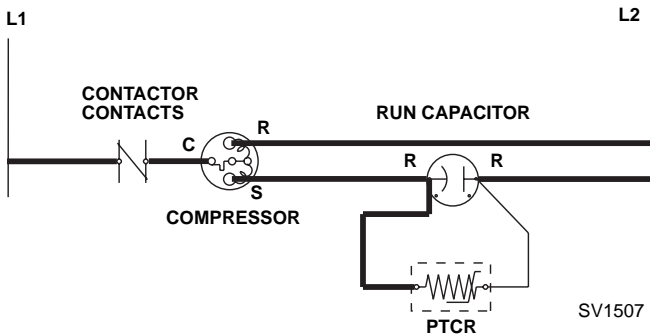 L1
L2
CONTACTOR
CONTACTS
RUN CAPACITOR
C
R
R
R
S
COMPRESSOR
PTCR
SV1507